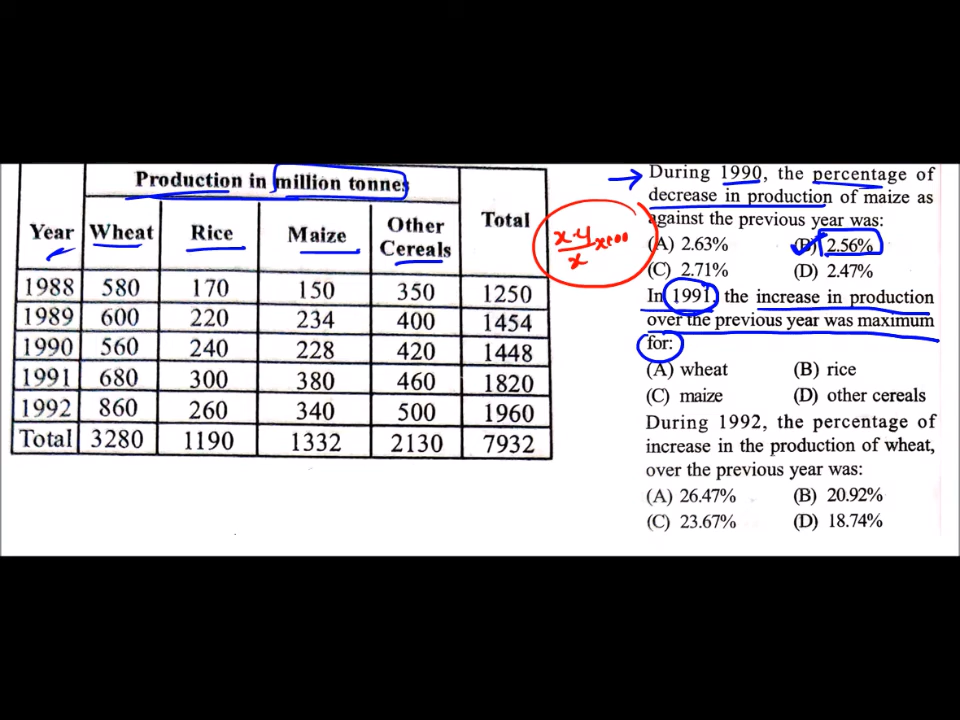 Production in million tonnes
Year Wheat Rice Maize Other Cereals Total
1988 580 170 150 350 1250
1989 600 220 234 400 1454
1990 560 240 228 420 1448
1991 680 300 380 460 1820
1992 860 260 340 500 1960
Total 3280 1190 1332 2130 7932
x-y/x x100
During 1990, the percentage of
decrease in production of maize as
against the previous year was:
(A) 2.63% (B) 2.56%
(C) 2.71% (D) 2.47%
In 1991, the increase in production
over the previous year was maximum
for:
(A) wheat (B) rice
(C) maize (D) other cereals
During 1992, the percentage of
increase in the production of wheat,
over the previous year was:
(A) 26.47% (B) 20.92%
(C) 23.67% (D) 18.74%